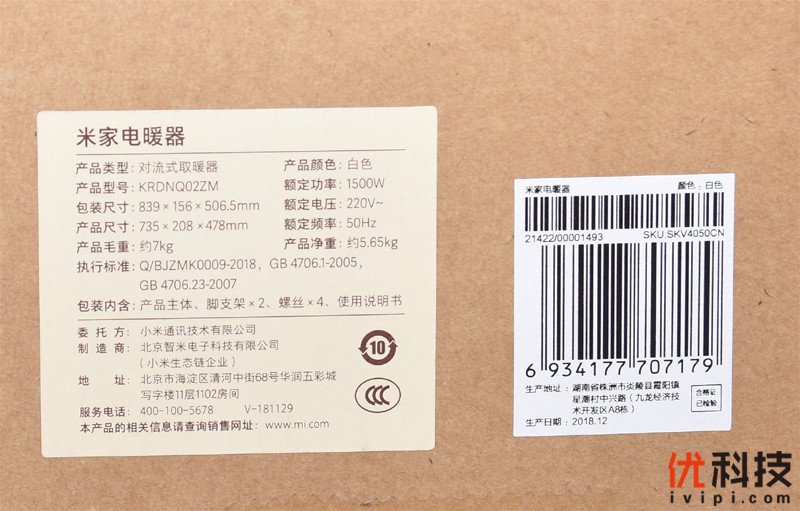 米家电暖器
产品类型：对流式取暖器 产品颜色：白色
产品型号：KRDNQ02ZM 额定功率：1500W
包装尺寸：839×156×506.5mm 额定电压：220V~
产品尺寸：735×208×478mm 额定频率：50Hz
产品毛重：约7kg 产品净重：约5.65kg
执行标准：Q/BJZMK0009-2018，GB 4706.1-2005，
GB 4706.23-2007
包装内含：产品主体、脚支架×2、螺丝×4、使用说明书
委托方：小米通讯技术有限公司
制造商：北京智米电子科技有限公司
（小米生态链企业）
地址：北京市海淀区清河中街68号华润五彩城
写字楼11层1102房间
服务电话：400-100-5678 V-181129
本产品的相关信息请查询销售网址：www.mi.com
10
CCC
米家电暖器 颜色：白色
21422/00001493 SKU:SKV4050CN
6 934177 707179
生产地址：湖南省株洲市炎陵县霞阳镇
星潮村中兴路（九龙经济技
术开发区A8栋）
生产日期：2018.12
合格证
已检验
优科技
ivipi.com